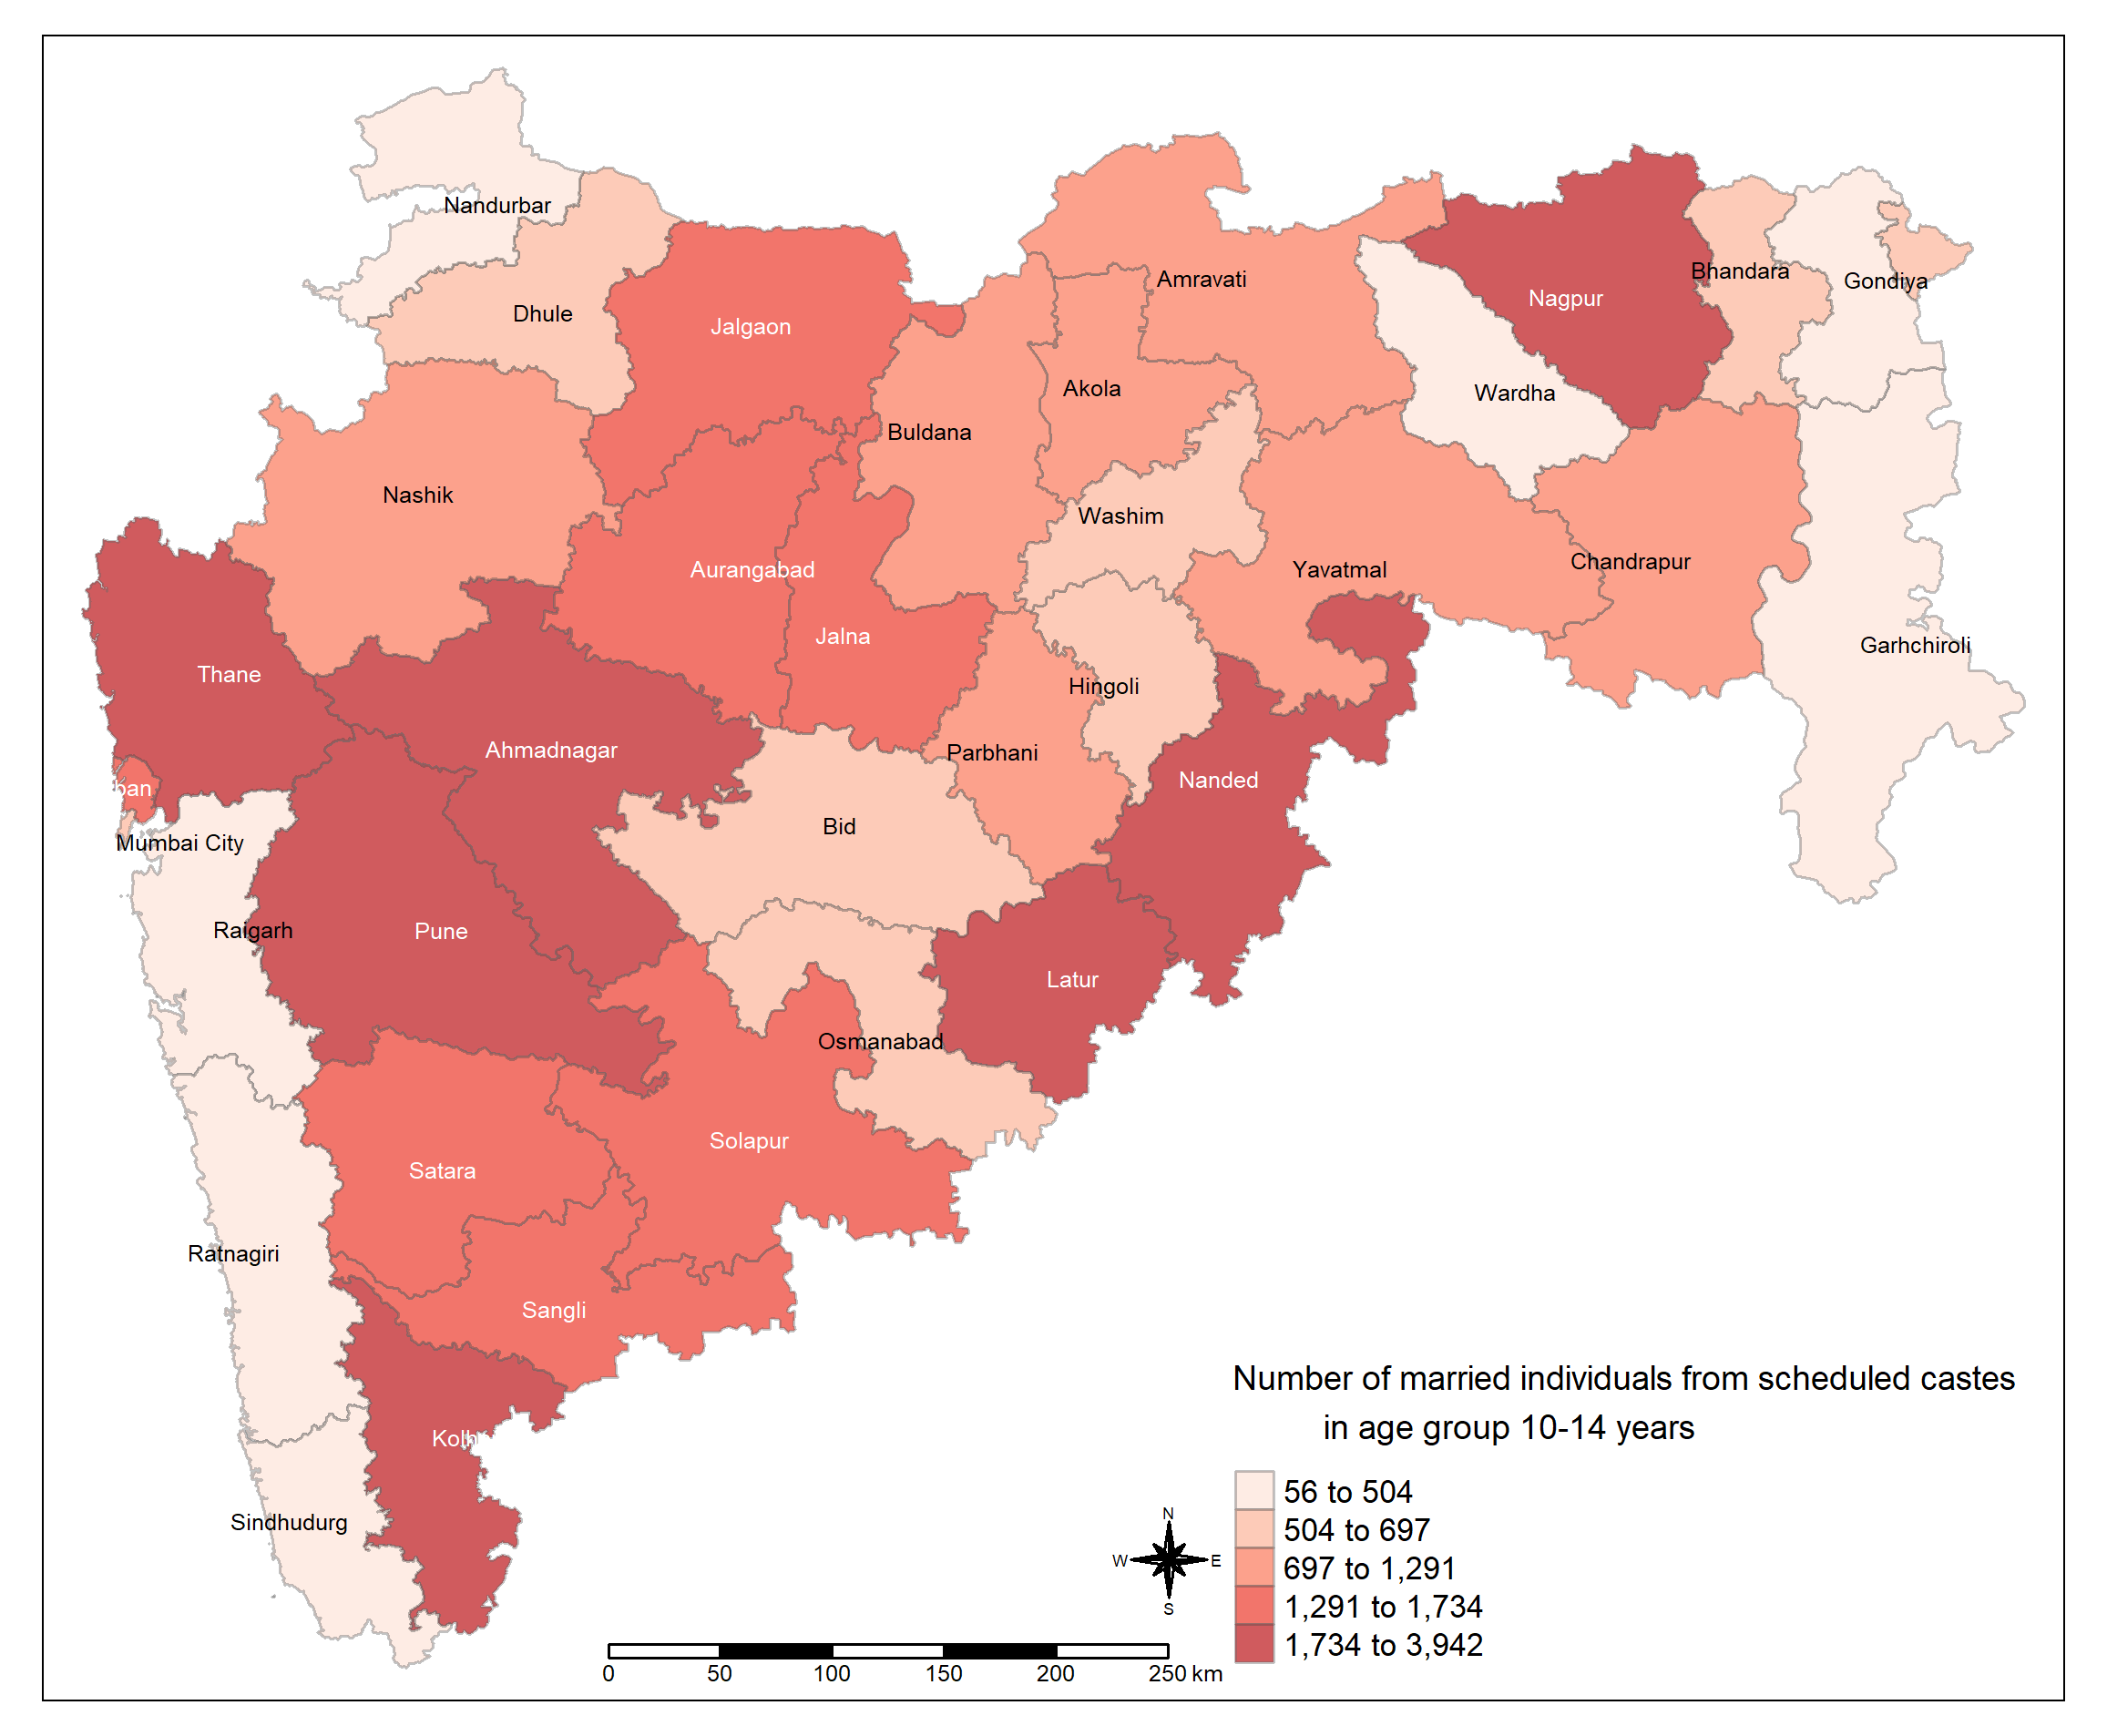 Nandurbar
Dhule
Jalgaon
Amravati
Nagpur
Bhandara
Gondiya
Akola
Wardha
Buldana
Nashik
Washim
Aurangabad
Yavatmal
Chandrapur
Jalna
Garhchiroli
Thane
Hingoli
Ahmadnagar
Parbhani
Nanded
ban
Bid
Mumbai City
Raigarh
Pune
Latur
Osmanabad
Solapur
Satara
Ratnagiri
Sangli
Kolh
Sindhudurg
Number of married individuals from scheduled castes
in age group 10-14 years
56 to 504
504 to 697
697 to 1,291
1,291 to 1,734
1,734 to 3,942
N
W E
S
0 50 100 150 200 250 km